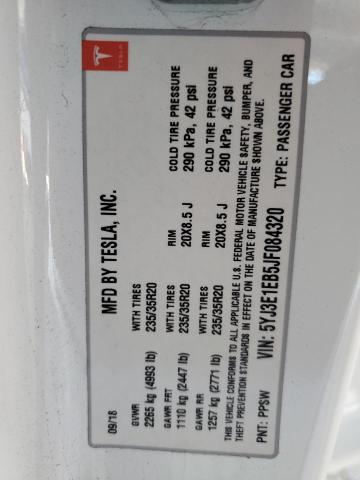 TESLA
MFD BY TESLA, INC.
09/18
GVWR WITH TIRES RIM COLD TIRE PRESSURE
2265 kg (4993 lb) 235/35R20 20X8.5 J 290 kPa, 42 psi
GAWR FRT WITH TIRES RIM COLD TIRE PRESSURE
1110 kg (2447 lb) 235/35R20 20X8.5 J 290 kPa, 42 psi
GAWR RR WITH TIRES
1257 kg (2771 lb) 235/35R20
THIS VEHICLE CONFORMS TO ALL APPLICABLE U.S. FEDERAL MOTOR VEHICLE SAFETY, BUMPER, AND
THEFT PREVENTION STANDARDS IN EFFECT ON THE DATE OF MANUFACTURE SHOWN ABOVE.
PNT: PPSW VIN: 5YJ3E1EB5JF084320 TYPE: PASSENGER CAR